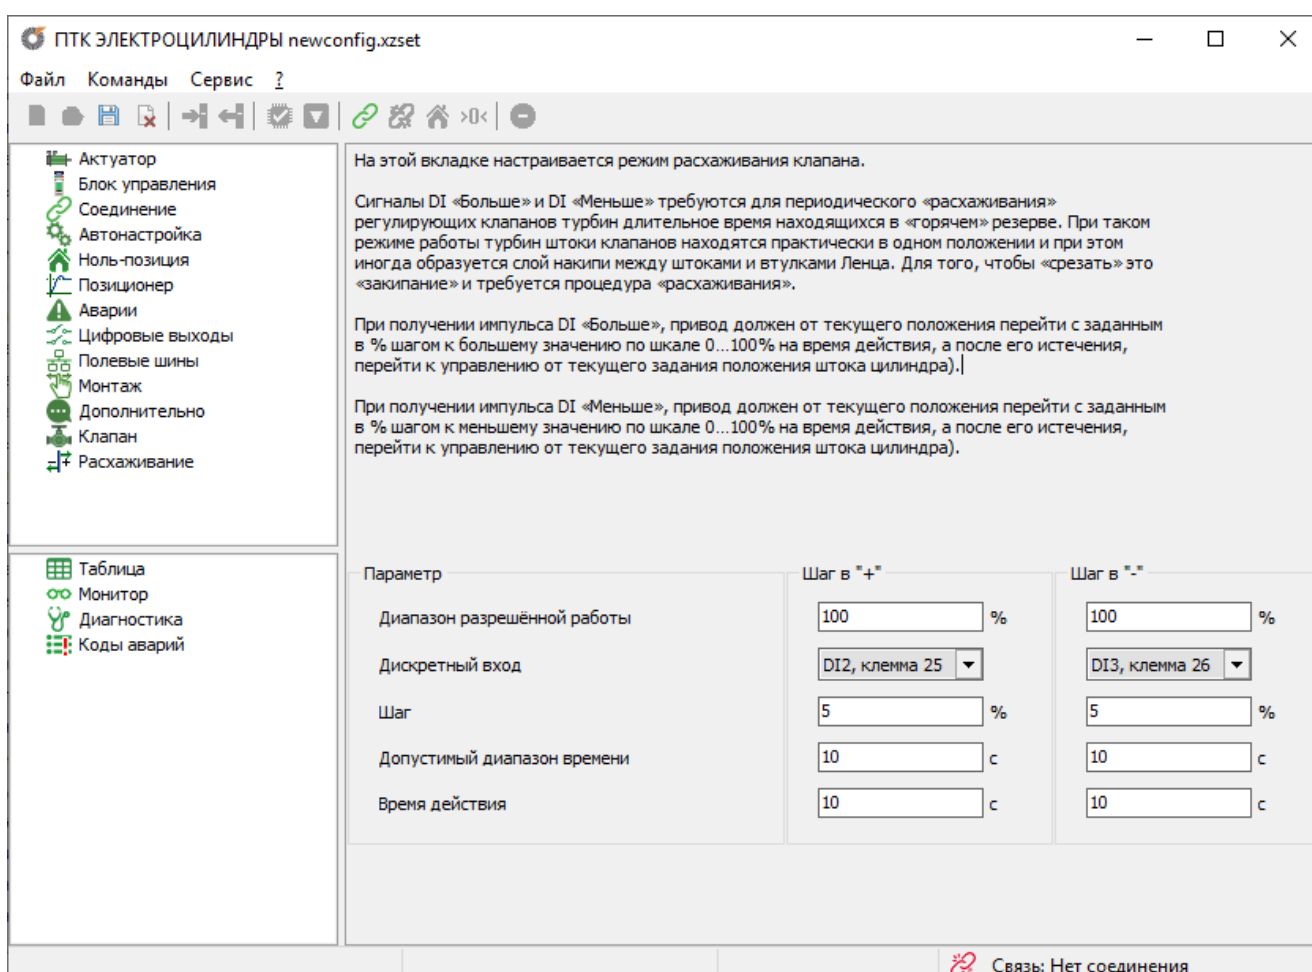 ПТК ЭЛЕКТРОЦИЛИНДРЫ newconfig.xzset
Файл Команды Сервис ?
>0<
Актуатор
Блок управления
Соединение
Автонастройка
Ноль-позиция
Позиционер
Аварии
Цифровые выходы
Полевые шины
Монтаж
Дополнительно
Клапан
Расхаживание
Таблица
Монитор
Диагностика
Коды аварий
На этой вкладке настраивается режим расхаживания клапана.
Сигналы DI «Больше» и DI «Меньше» требуются для периодического «расхаживания»
регулирующих клапанов турбин длительное время находящихся в «горячем» резерве. При таком
режиме работы турбин штоки клапанов находятся практически в одном положении и при этом
иногда образуется слой накипи между штоками и втулками Ленца. Для того, чтобы «срезать» это
«закипание» и требуется процедура «расхаживания».
При получении импульса DI «Больше», привод должен от текущего положения перейти с заданным
в % шагом к большему значению по шкале 0...100% на время действия, а после его истечения,
перейти к управлению от текущего задания положения штока цилиндра).
При получении импульса DI «Меньше», привод должен от текущего положения перейти с заданным
в % шагом к меньшему значению по шкале 0...100% на время действия, а после его истечения,
перейти к управлению от текущего задания положения штока цилиндра).
Параметр Шаг в "+" Шаг в "-"
Диапазон разрешённой работы 100 % 100 %
Дискретный вход DI2, клемма 25 DI3, клемма 26
Шаг 5 % 5 %
Допустимый диапазон времени 10 с 10 с
Время действия 10 с 10 с
Связь: Нет соединения